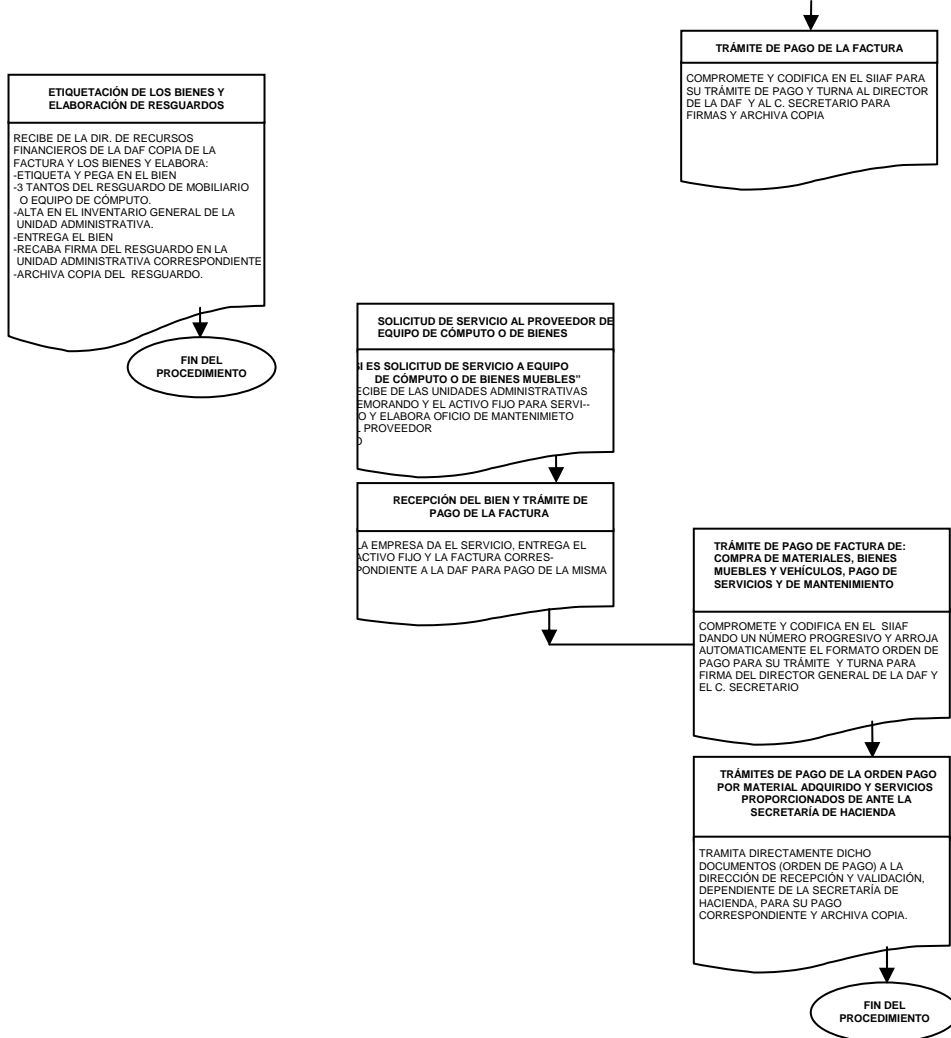 TRÁMITE DE PAGO DE LA FACTURA
COMPROMETE Y CODIFICA EN EL SIIAF PARA
SU TRÁMITE DE PAGO Y TURNA AL DIRECTOR
DE LA DAF Y AL C. SECRETARIO PARA
FIRMAS Y ARCHIVA COPIA
ETIQUETACIÓN DE LOS BIENES Y
ELABORACIÓN DE RESGUARDOS
RECIBE DE LA DIR. DE RECURSOS
FINANCIEROS DE LA DAF COPIA DE LA
FACTURA Y LOS BIENES Y ELABORA:
-ETIQUETA Y PEGA EN EL BIEN
-3 TANTOS DEL RESGUARDO DE MOBILIARIO
O EQUIPO DE CÓMPUTO.
-ALTA EN EL INVENTARIO GENERAL DE LA
UNIDAD ADMINISTRATIVA.
-ENTREGA EL BIEN
-RECABA FIRMA DEL RESGUARDO EN LA
UNIDAD ADMINISTRATIVA CORRESPONDIENTE
-ARCHIVA COPIA DEL RESGUARDO.
FIN DEL
PROCEDIMIENTO
SOLICITUD DE SERVICIO AL PROVEEDOR DE
EQUIPO DE CÓMPUTO O DE BIENES
SI ES SOLICITUD DE SERVICIO A EQUIPO
DE CÓMPUTO O DE BIENES MUEBLES"
ECIBE DE LAS UNIDADES ADMINISTRATIVAS
EMORANDO Y EL ACTIVO FIJO PARA SERVI--
O Y ELABORA OFICIO DE MANTENIMIETO
L PROVEEDOR
O
RECEPCIÓN DEL BIEN Y TRÁMITE DE
PAGO DE LA FACTURA
LA EMPRESA DA EL SERVICIO, ENTREGA EL
ACTIVO FIJO Y LA FACTURA CORRES-
PONDIENTE A LA DAF PARA PAGO DE LA MISMA
TRÁMITE DE PAGO DE FACTURA DE:
COMPRA DE MATERIALES, BIENES
MUEBLES Y VEHÍCULOS, PAGO DE
SERVICIOS Y DE MANTENIMIENTO
COMPROMETE Y CODIFICA EN EL SIIAF
DANDO UN NÚMERO PROGRESIVO Y ARROJA
AUTOMATICAMENTE EL FORMATO ORDEN DE
PAGO PARA SU TRÁMITE Y TURNA PARA
FIRMA DEL DIRECTOR GENERAL DE LA DAF Y
EL C. SECRETARIO
TRÁMITES DE PAGO DE LA ORDEN PAGO
POR MATERIAL ADQUIRIDO Y SERVICIOS
PROPORCIONADOS DE ANTE LA
SECRETARÍA DE HACIENDA
TRAMITA DIRECTAMENTE DICHO
DOCUMENTOS (ORDEN DE PAGO) A LA
DIRECCIÓN DE RECEPCIÓN Y VALIDACIÓN,
DEPENDIENTE DE LA SECRETARÍA DE
HACIENDA, PARA SU PAGO
CORRESPONDIENTE Y ARCHIVA COPIA.
FIN DEL
PROCEDIMIENTO